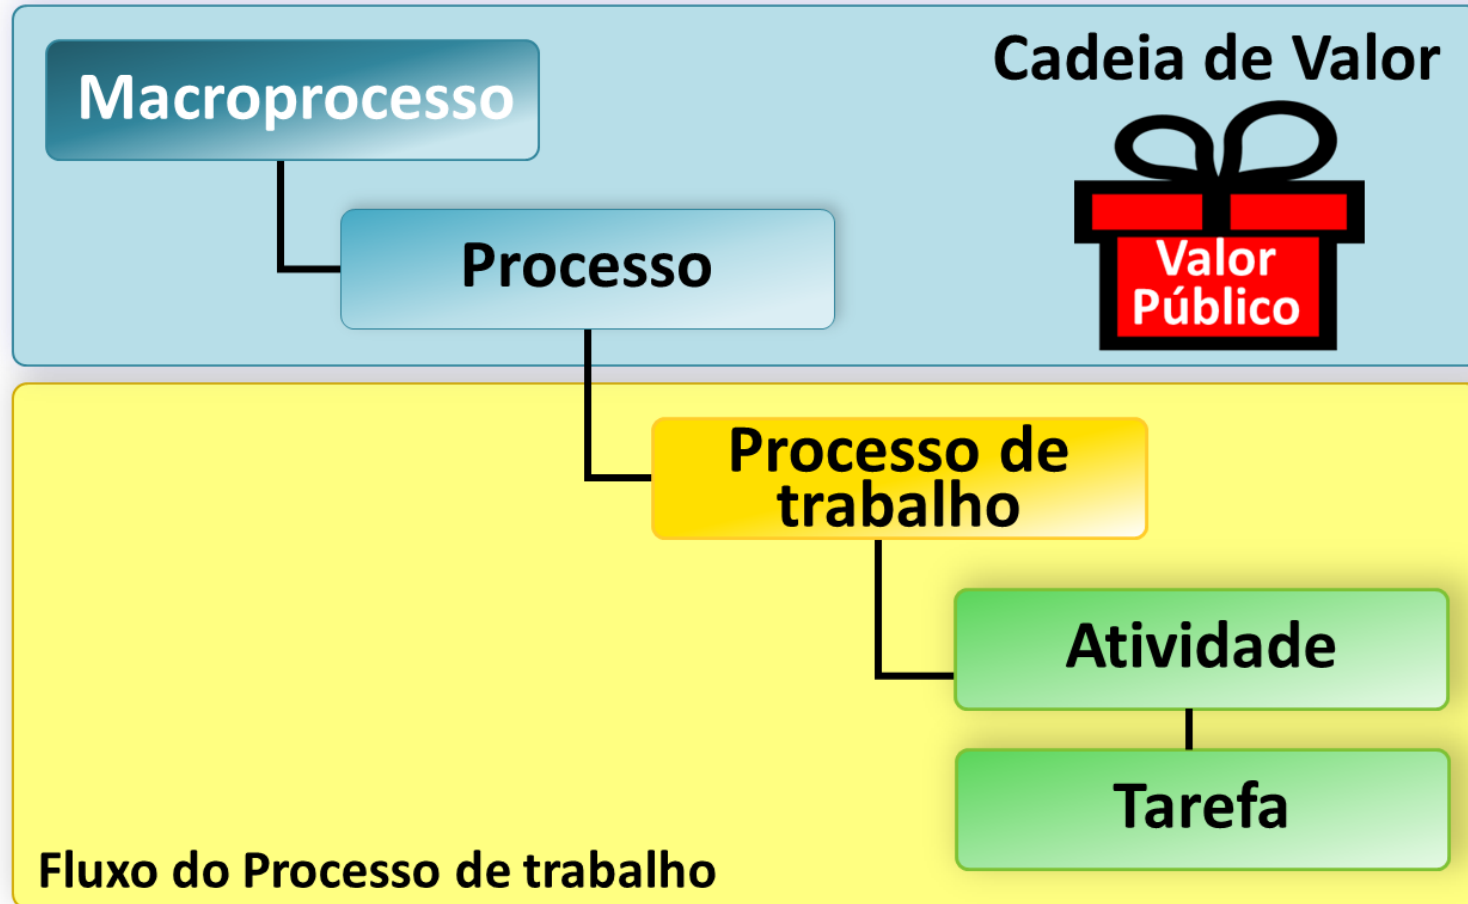 Macroprocesso
Cadeia de Valor
Processo
Valor
Público
Processo de
trabalho
Atividade
Tarefa
Fluxo do Processo de trabalho